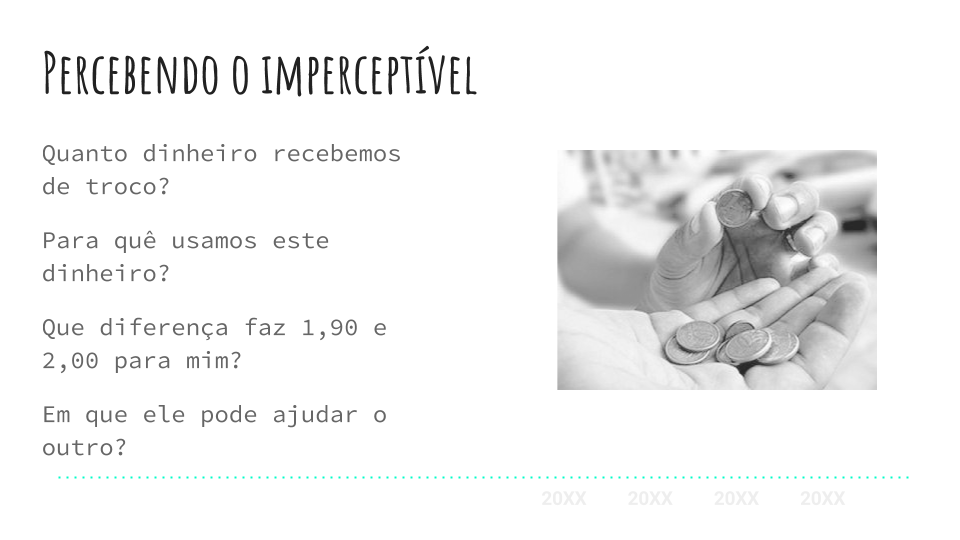 Percebendo o imperceptível
Quanto dinheiro recebemos
de troco?
Para quê usamos este
dinheiro?
Que diferença faz 1,90 e
2,00 para mim?
Em que ele pode ajudar o
outro?
20XX 20XX 20XX 20XX